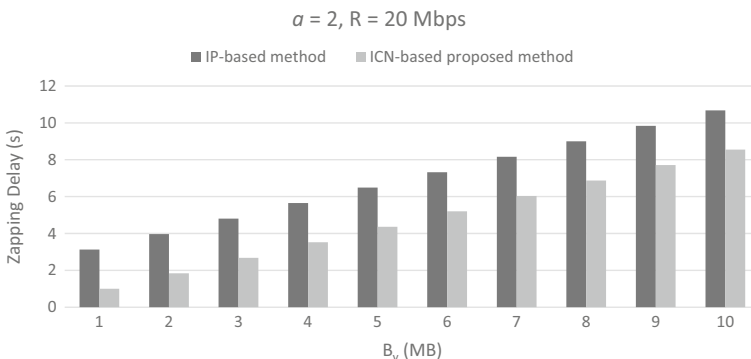 a = 2, R = 20 Mbps
IP-based method ICN-based proposed method
Zapping Delay (s)
12
10
8
6
4
2
0
1 2 3 4 5 6 7 8 9 10
Bv (MB)